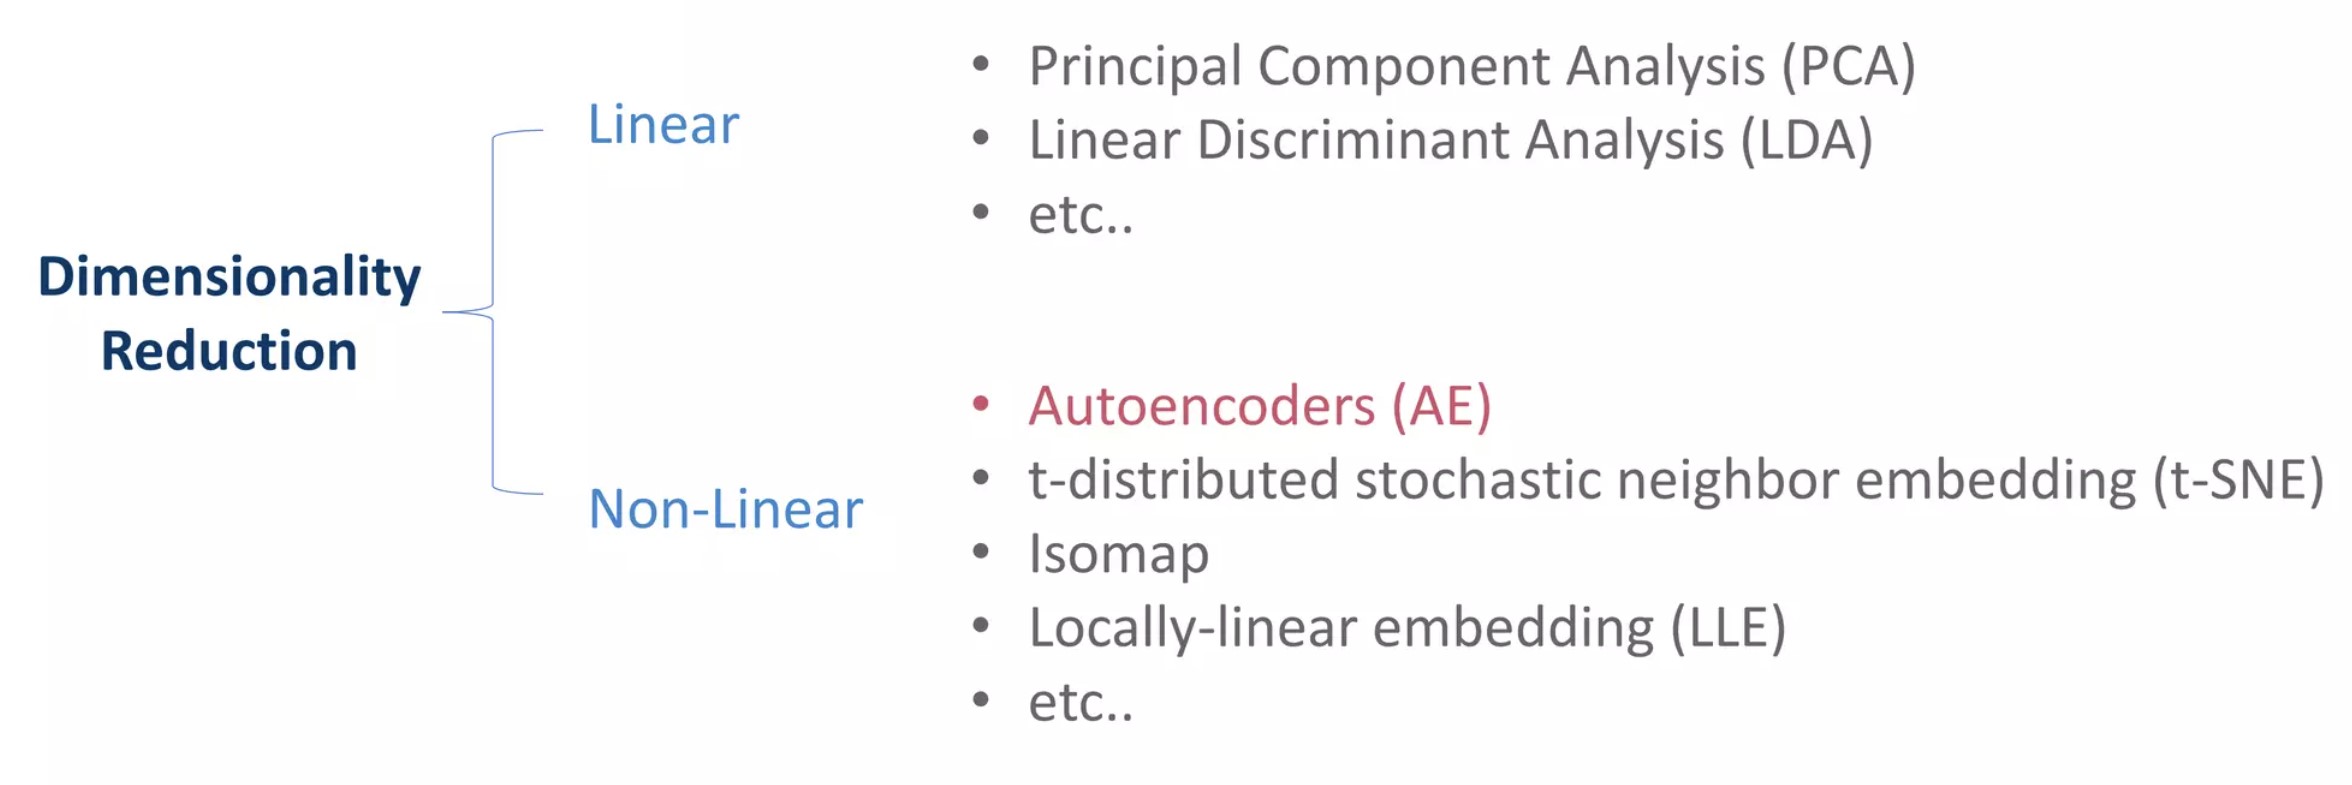 Dimensionality
Reduction
Linear
• Principal Component Analysis (PCA)
• Linear Discriminant Analysis (LDA)
• etc..
Non-Linear
• Autoencoders (AE)
• t-distributed stochastic neighbor embedding (t-SNE)
• Isomap
• Locally-linear embedding (LLE)
• etc..